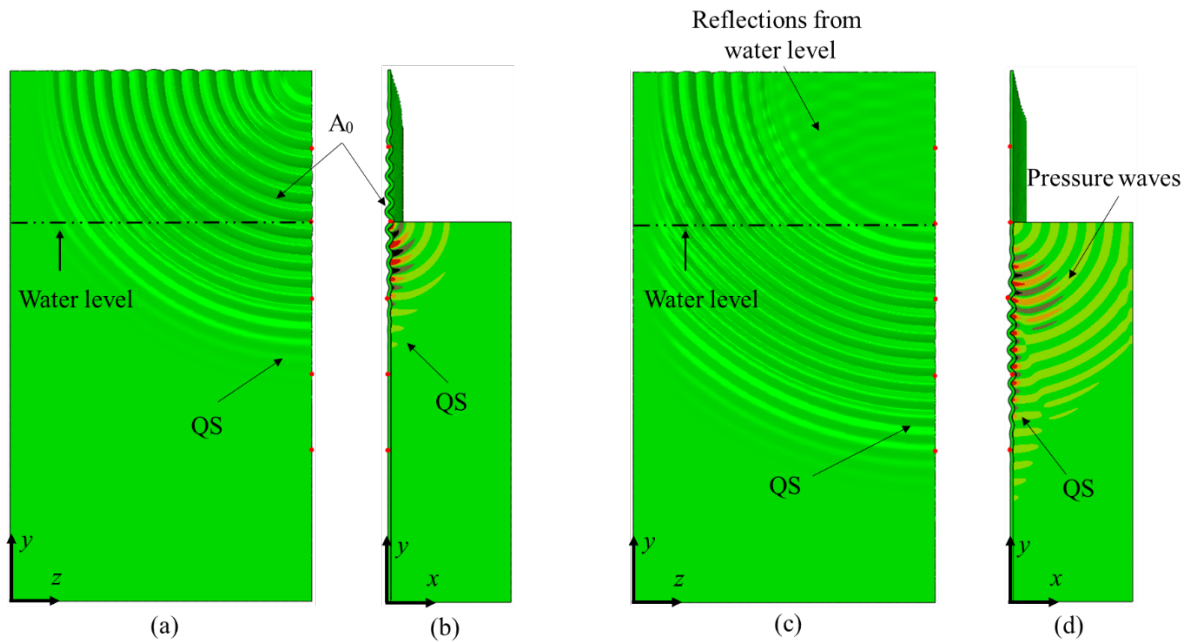 Reflections from
water level
A0
Pressure waves
Water level
Water level
QS
QS
QS
QS
y
z
y
x
y
z
y
x
(a)
(b)
(c)
(d)